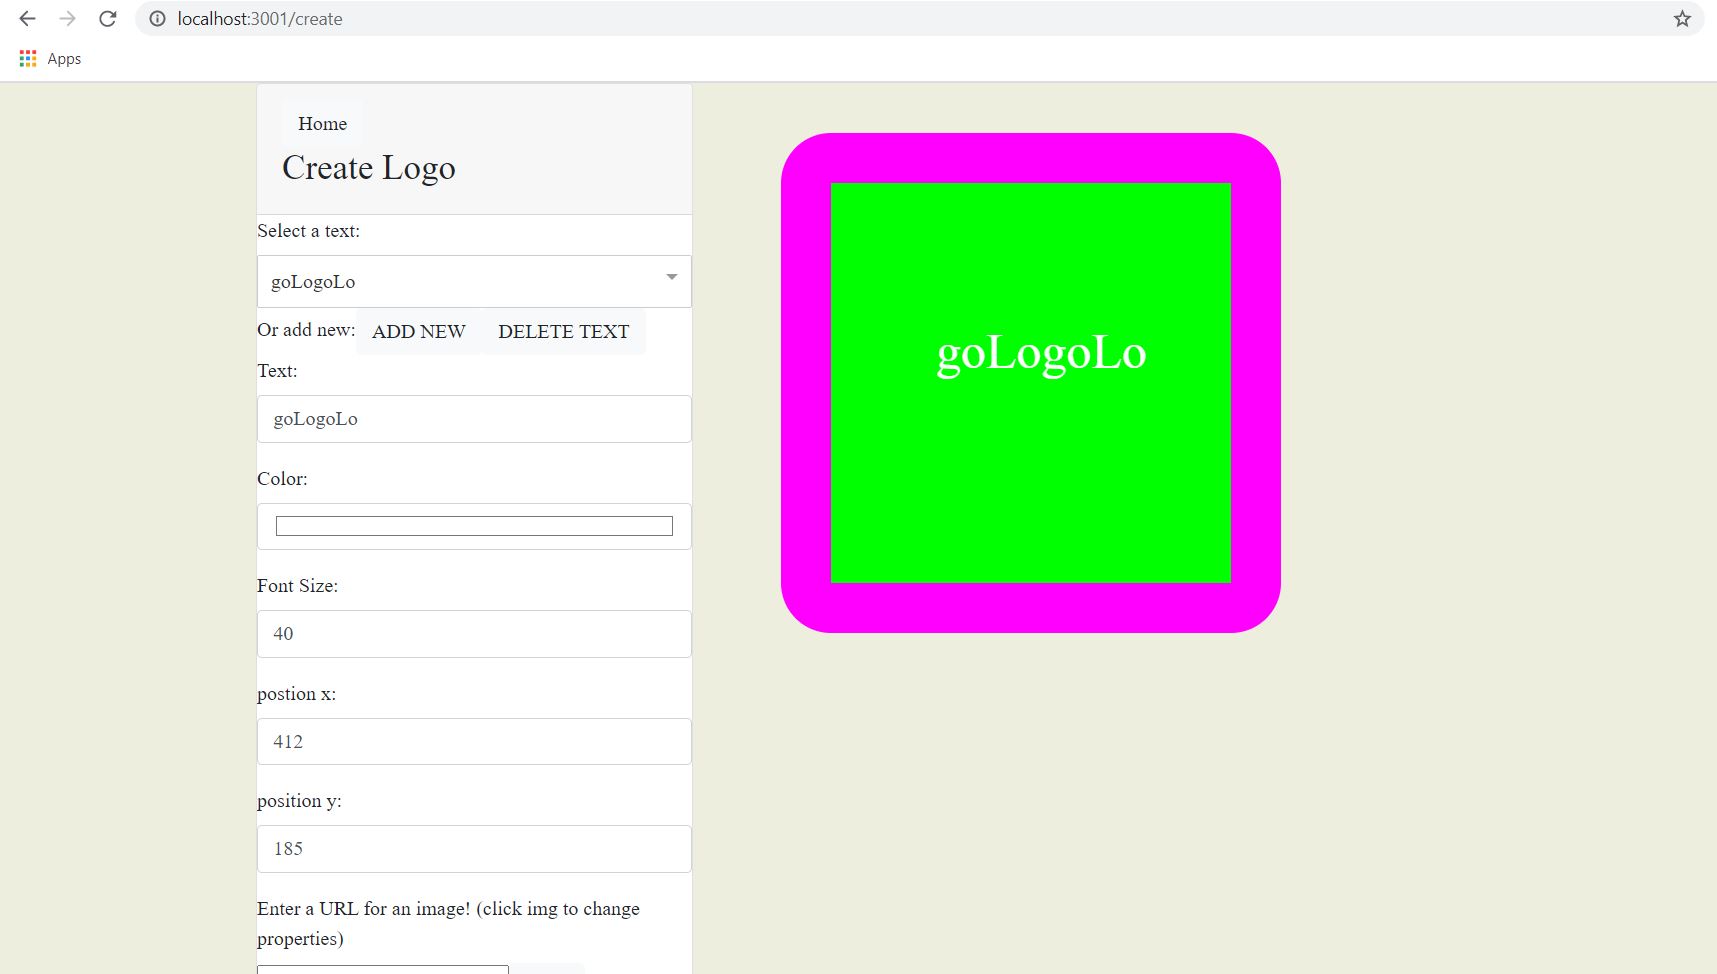 localhost:3001/create
Apps
Home
Create Logo
Select a text:
goLogoLo
Or add new: ADD NEW DELETE TEXT
Text:
goLogoLo
Color:
Font Size:
40
postion x:
412
position y:
185
Enter a URL for an image! (click img to change
properties)
goLogoLo